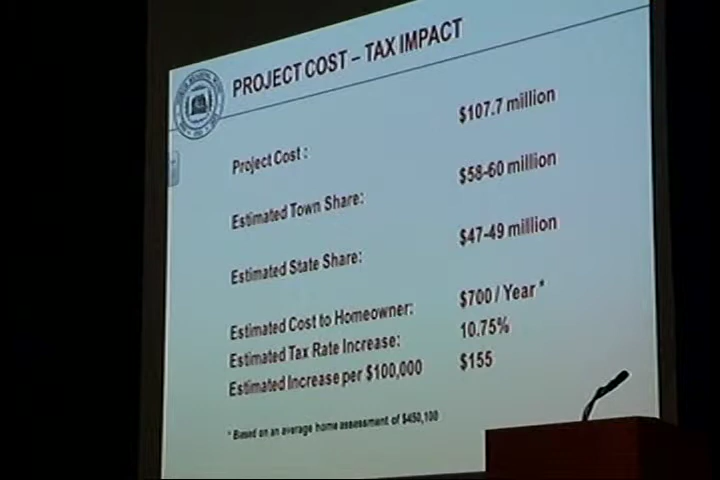 PROJECT COST – TAX IMPACT
Project Cost : $107.7 million
Estimated Town Share: $58-60 million
Estimated State Share: $47-49 million
Estimated Cost to Homeowner: $700 / Year *
Estimated Tax Rate Increase: 10.75%
Estimated Increase per $100,000 $155
* Based on an average home assessment of $450,100